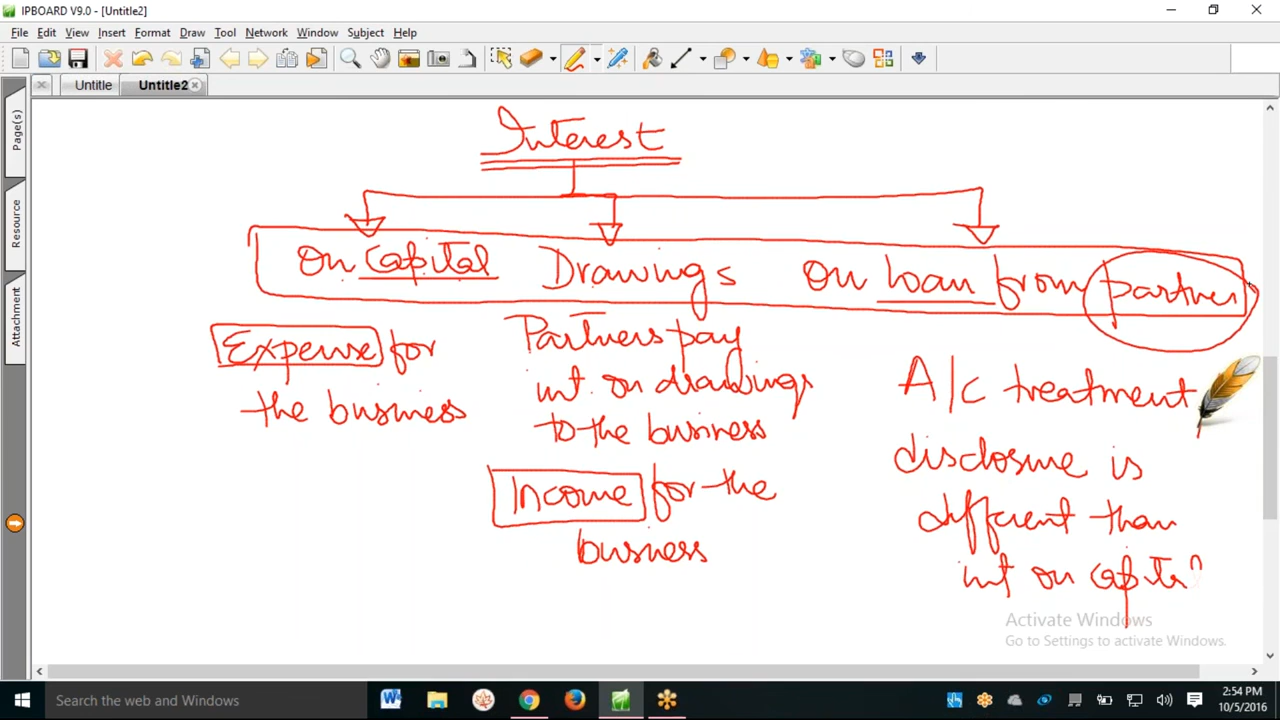 IPBOARD V9.0 - [Untitled2]
File Edit View Insert Format Draw Tool Network Window Subject Help
Untitle Untitle2
Page(s)
Resource
Attachment
Interest
On Capital Drawings On Loan from partner
Expense for
the business
Partners pay
int. on drawings
to the business
Income for the
business
A/c treatment
disclosure is
different than
int on capital
Activate Windows
Go to Settings to activate Windows.
Search the web and Windows
2:54 PM
10/5/2016